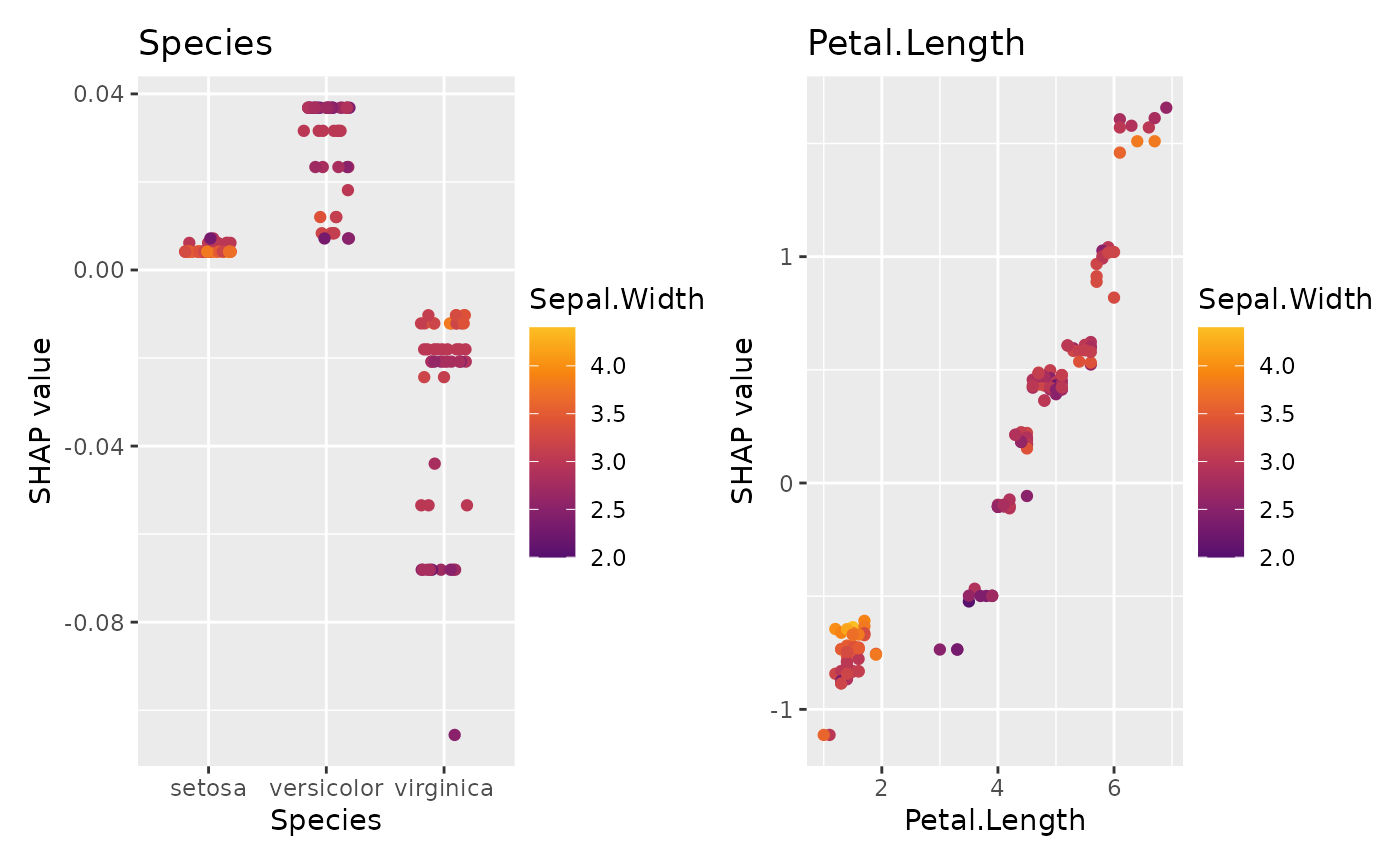 Species
0.04
0.00
-0.04
-0.08
SHAP value
setosa versicolor virginica
Species
Sepal.Width
4.0
3.5
3.0
2.5
2.0
Petal.Length
1
0
-1
SHAP value
2 4 6
Petal.Length
Sepal.Width
4.0
3.5
3.0
2.5
2.0